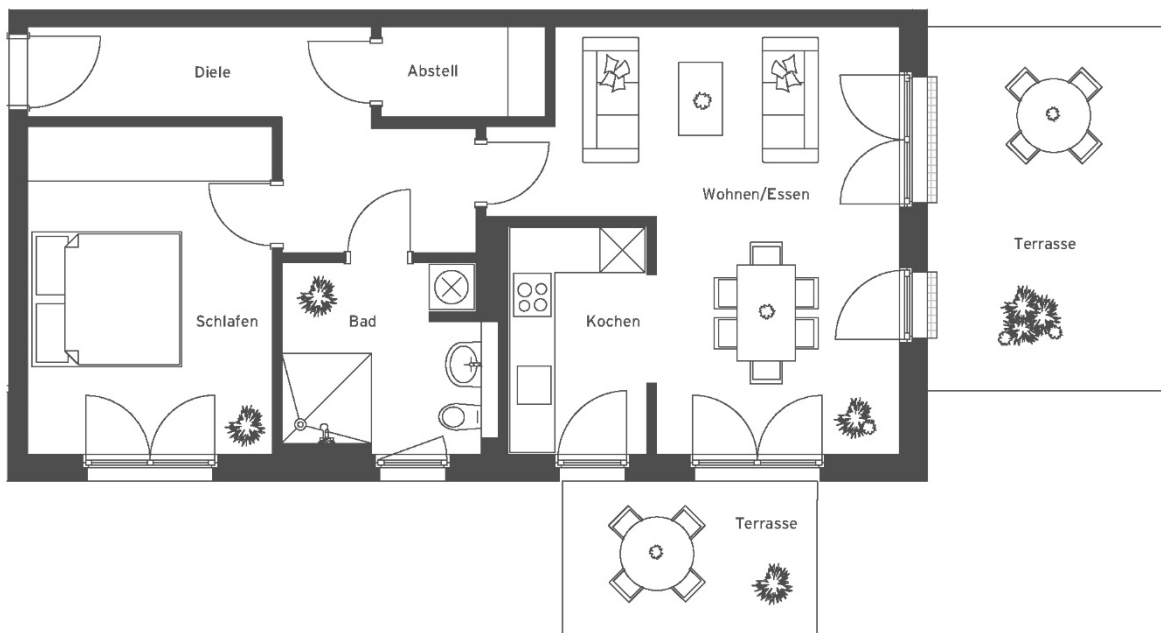 Diele
Abstell
Wohnen/Essen
Terrasse
Schlafen
Bad
Kochen
Terrasse